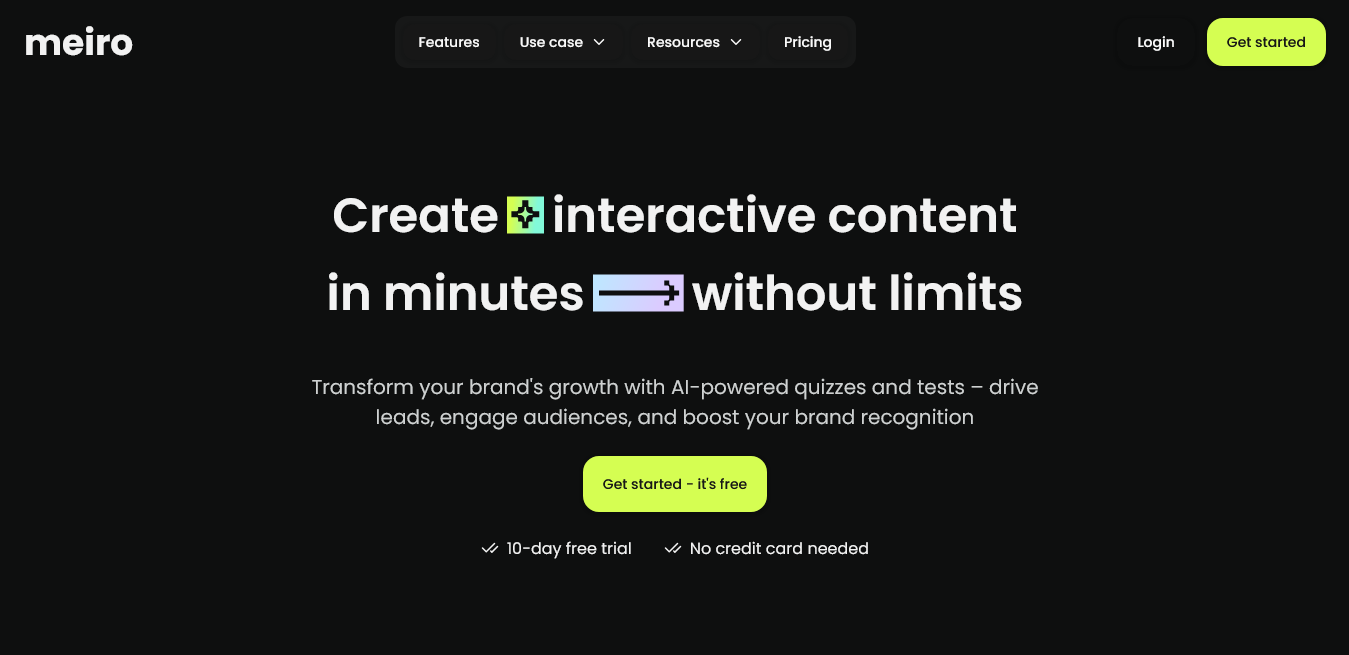 meiro
Features
Use case
Resources
Pricing
Login
Get started
Create interactive content
in minutes without limits
Transform your brand's growth with AI-powered quizzes and tests – drive
leads, engage audiences, and boost your brand recognition
Get started - it's free
10-day free trial
No credit card needed